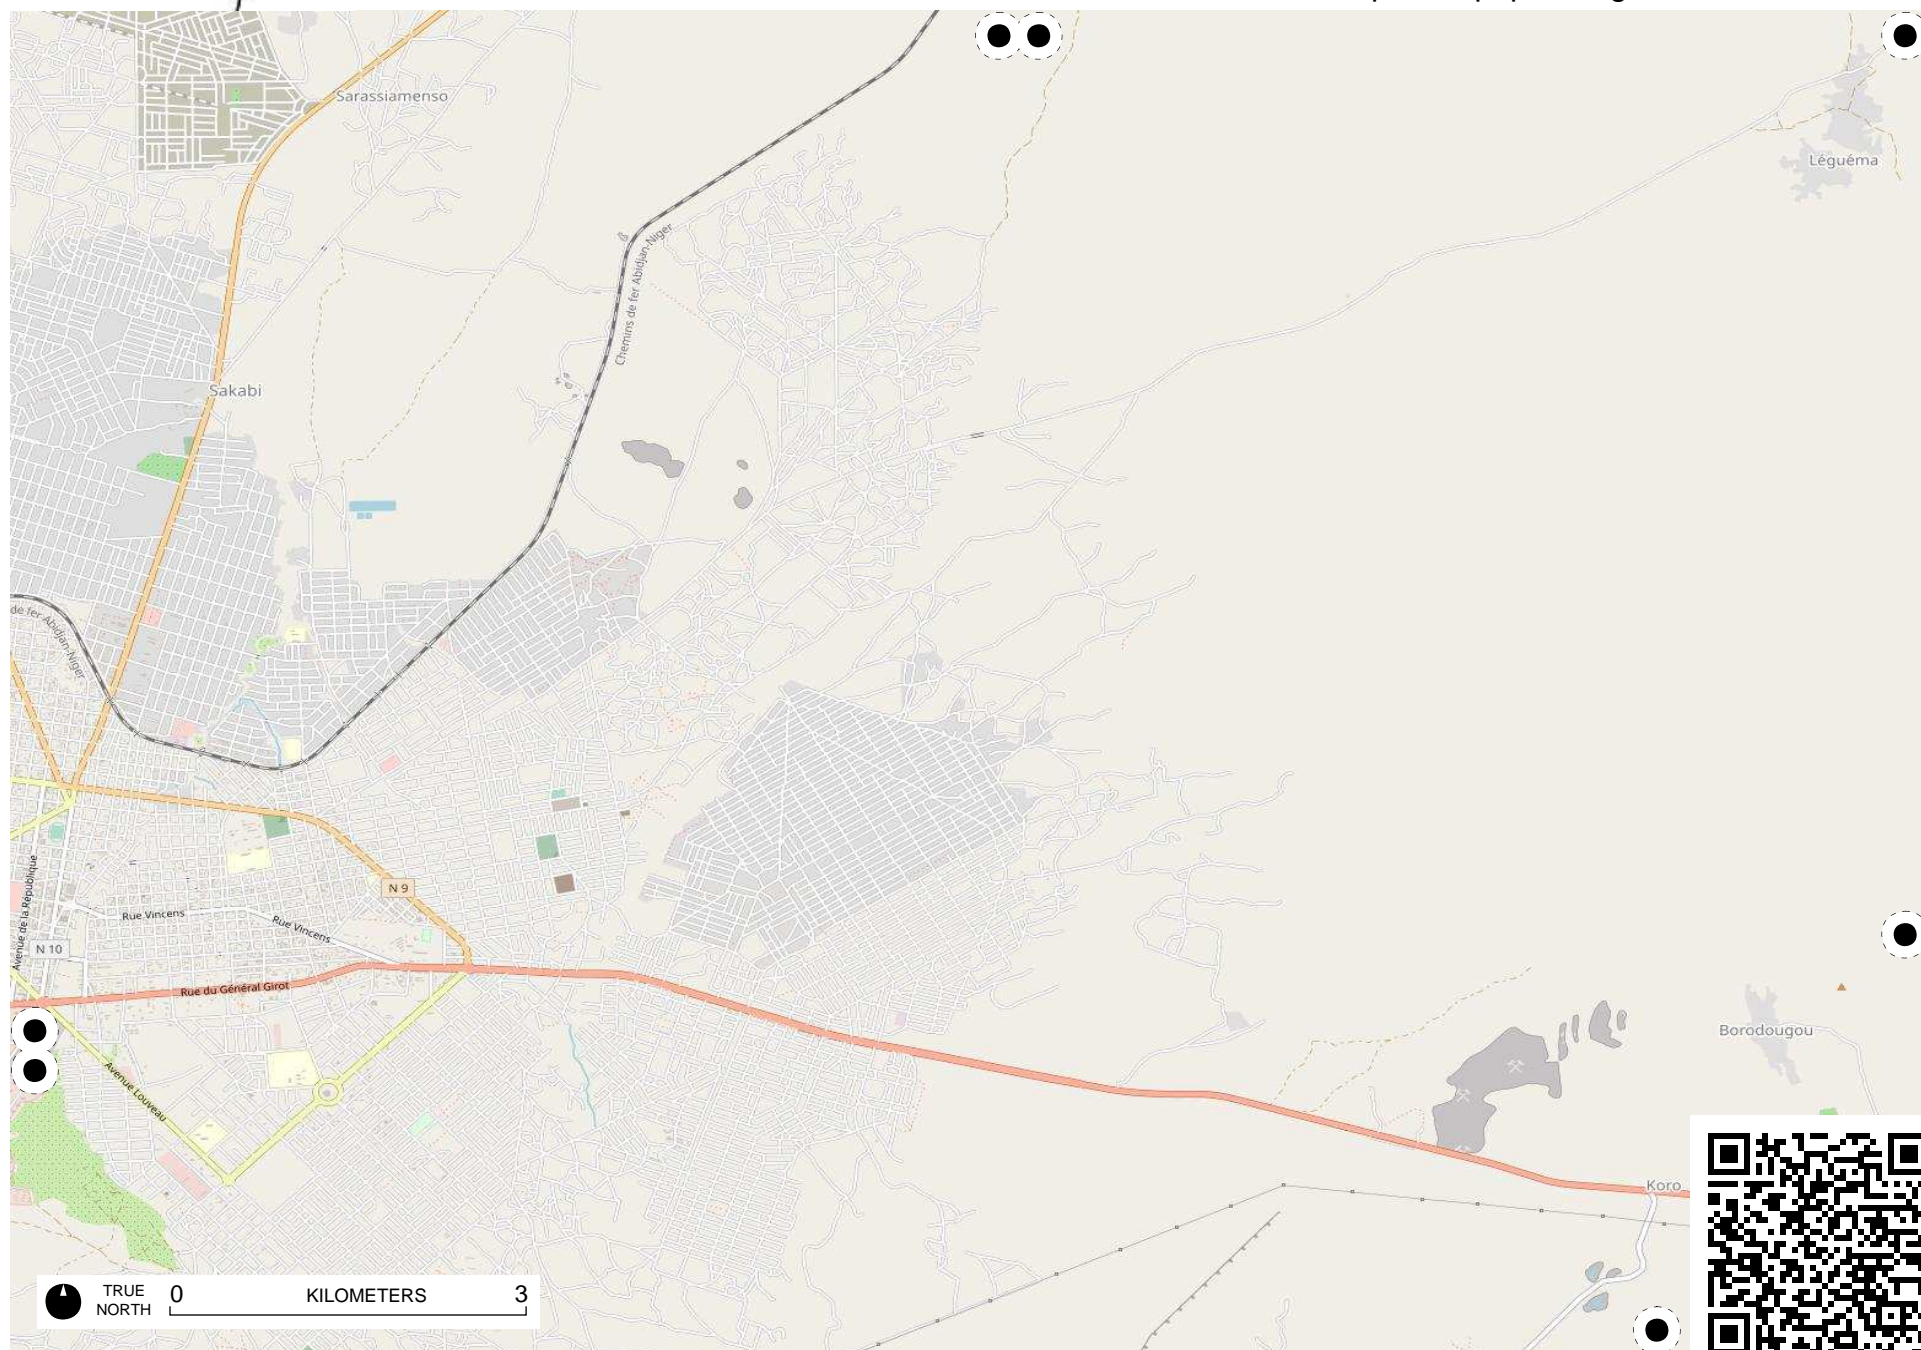 Sarassiamenso
Léguéma
Chemins de fer Abidjan-Niger
Sakabi
de fer Abidjan-Niger
N 9
Avenue de la République
Rue Vincens
Rue Vincens
N 10
Rue du Général Girot
Borodougou
Avenue Louveau
Koro
TRUE
NORTH
0 KILOMETERS 3